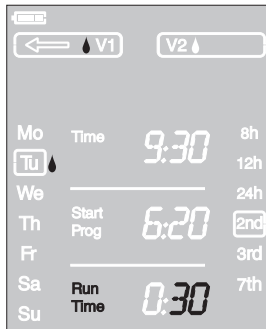 V1 V2
Mo Time 9:30 8h
Tu 12h
We 24h
Th Start Prog 6:20 2nd
Fr 3rd
Sa Run Time 0:30 7th
Su